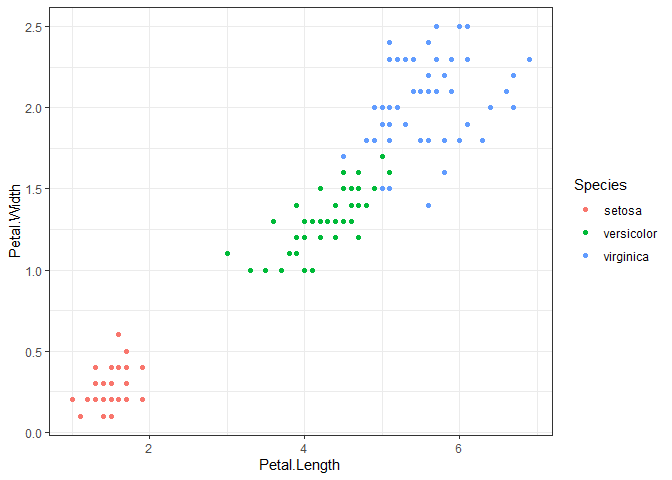 2.5
2.0
1.5
1.0
0.5
0.0
Petal.Width
2 4 6
Petal.Length
Species
setosa
versicolor
virginica